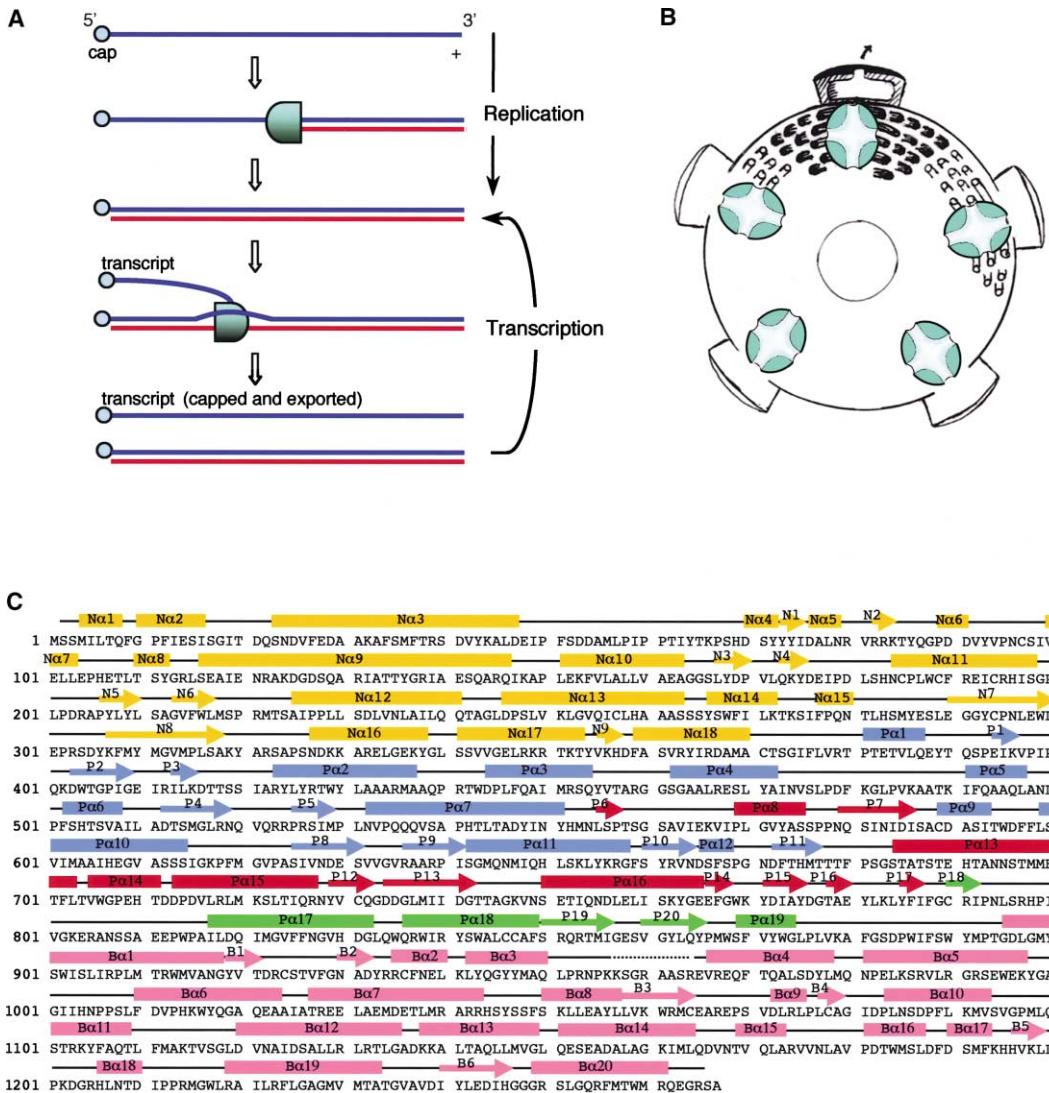 A
5'
3'
cap
+
Replication
transcript
Transcription
transcript (capped and exported)
B
C
Nα1 Nα2 Nα3 Nα4 N1 Nα5 N2 Nα6
1 MSSMILTQFG PFIESISGIT DQSNDVFEDA AKAFSMFTRS DVYKALDEIP FSDDAMLPIP PTIYTKPSHD SYYYIDALNR VRRKTYQGPD DVYVPNCSIV
Nα7 Nα8 Nα9 Nα10 N3 N4 Nα11
101 ELLEPHETLT SYGRLSEAIE NRAKDGDSQA RIATTYGRIA ESQARQIKAP LEKFVLALLV AEAGGSLYDP VLQKYDEIPD LSHNCPLWCF REICRHISGP
N5 N6 Nα12 Nα13 Nα14 Nα15 N7
201 LPDRAPYLYL SAGVFWLMSP RMTSAIPPLL SDLVNLAILQ QTAGLDPSLV KLGVQICLHA AASSSYSWFI LKTKSIFPQN TLHSMYESLE GGYCPNLEWL
N8 Nα16 Nα17 N9 Nα18 Pα1 P1
301 EPRSDYKFMY MGVMPLSAKY ARSAPSNDKK ARELGEKYGL SSVVGELRKR TKTYVKHDFA SVRYIRDAMA CTSGIFLVRT PTETVLQEYT QSPEIKVPIP
P2 P3 Pα2 Pα3 Pα4 Pα5
401 QKDWTGPIGE IRILKDTTSS IARYLYRTWY LAAARMAAQP RTWDPLFQAI MRSQYVTARG GSGAALRESL YAINVSLPDF KGLPVKAATK IFQAAQLANL
Pα6 P4 P5 Pα7 P6 Pα8 P7 Pα9
501 PFSHTSVAIL ADTSMGLRNQ VQRRPRSIMP LNVPQQQVSA PHTLTADYIN YHMNLSPTSG SAVIEKVIPL GVYASSPPNQ SINIDISACD ASITWDFFLS
Pα10 P8 P9 Pα11 P10 Pα12 P11 Pα13
601 VIMAAIHEGV ASSSIGKPFM GVPASIVNDE SVVGVRAARP ISGMQNMIQH LSKLYKRGFS YRVNDSFSPG NDFTHMTTTF PSGSTATSTE HTANNSTMME
Pα14 Pα15 P12 P13 Pα16 P14 P15 P16 P17 P18
701 TFLTVWGPEH TDDPDVLRLM KSLTIQRNYV CQGDDGLMII DGTTAGKVNS ETIQNDLELI SKYGEEFGWK YDIAYDGTAE YLKLYFIFGC RIPNLSRHPI
Pα17 Pα18 P19 P20 Pα19
801 VGKERANSSA EEPWPAILDQ IMGVFFNGVH DGLQWQRWIR YSWALCCAFS RQRTMIGESV GYLQYPMWSF VYWGLPLVKA FGSDPWIFSW YMPTGDLGMY
Bα1 B1 B2 Bα2 Bα3 Bα4 Bα5
901 SWISLIRPLM TRWMVANGYV TDRCSTVFGN ADYRRCFNEL KLYQGYYMAQ LPRNPKKSGR AASREVREQF TQALSDYLMQ NPELKSRVLR GRSEWEKYGA
Bα6 Bα7 Bα8 B3 Bα9 B4 Bα10
1001 GIIHNPPSLF DVPHKWYQGA QEAAIATREE LAEMDETLMR ARRHSYSSFS KLLEAYLLVK WRMCEAREPS VDLRLPLCAG IDPLNSDPFL KMVSVGPMLQ
Bα11 Bα12 Bα13 Bα14 Bα15 Bα16 Bα17 B5
1101 STRKYFAQTL FMAKTVSGLD VNAIDSALLR LRTLGADKKA LTAQLLMVGL QESEADALAG KIMLQDVNTV QLARVVNLAV PDTWMSLDFD SMFKHHVKLL
Bα18 Bα19 B6 Bα20
1201 PKDGRHLNTD IPPRMGWLRA ILRFLGAGMV MTATGVAVDI YLEDIHGGGR SLGQRFMTWM RQEGRSA